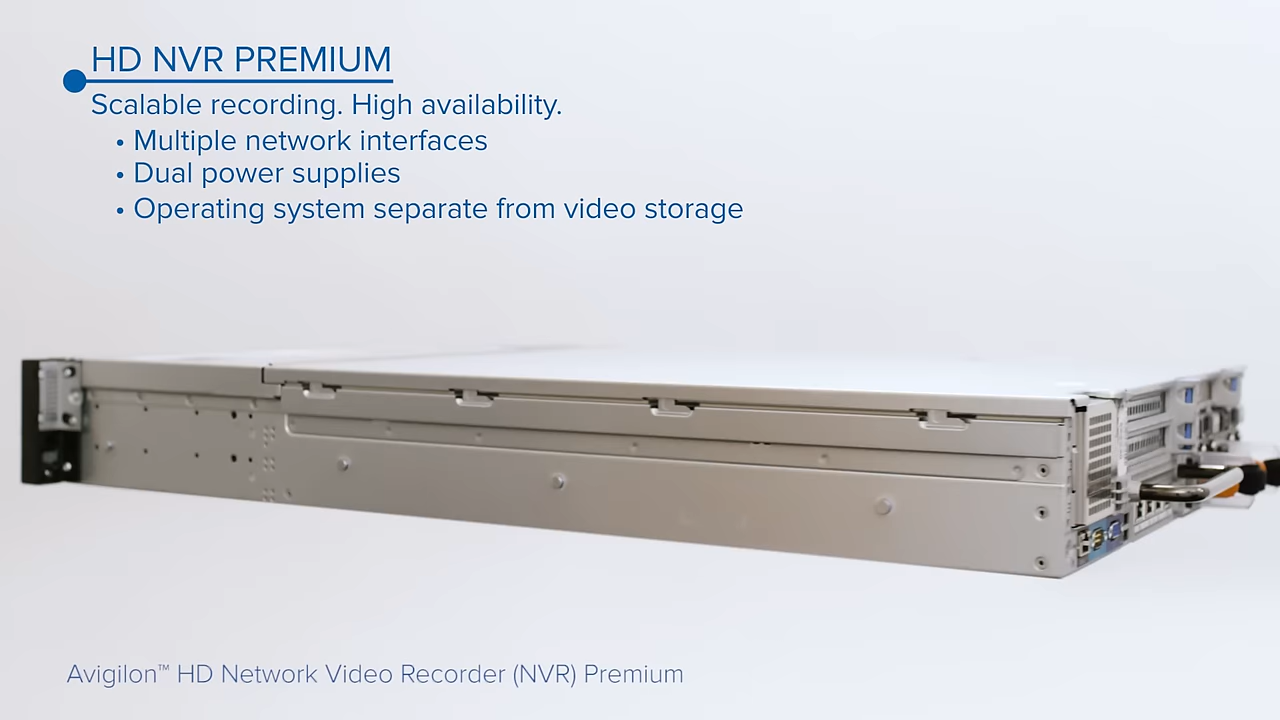 HD NVR PREMIUM
Scalable recording. High availability.
• Multiple network interfaces
• Dual power supplies
• Operating system separate from video storage
Avigilon™ HD Network Video Recorder (NVR) Premium